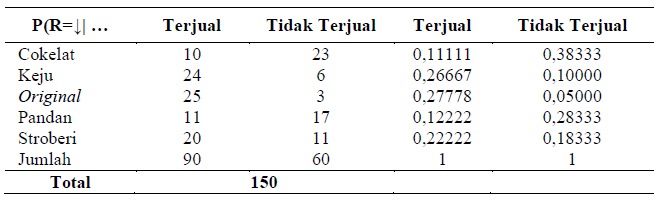 P(R=↓| … Terjual Tidak Terjual Terjual Tidak Terjual
Cokelat 10 23 0,11111 0,38333
Keju 24 6 0,26667 0,10000
Original 25 3 0,27778 0,05000
Pandan 11 17 0,12222 0,28333
Stroberi 20 11 0,22222 0,18333
Jumlah 90 60 1 1
Total 150